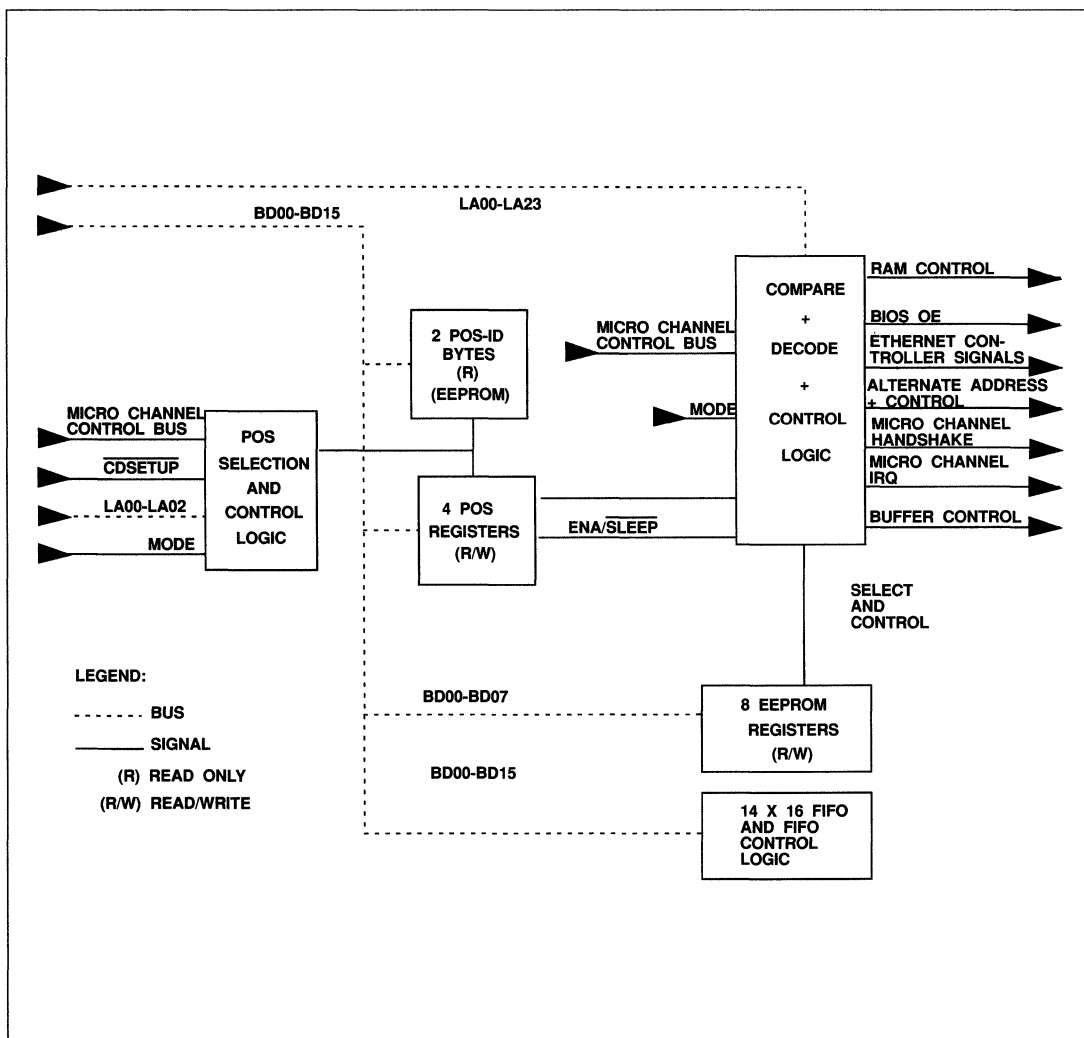 LA00-LA23
BD00-BD15
COMPARE
+
DECODE
+
CONTROL
LOGIC
RAM CONTROL
BIOS OE
ETHERNET CON-
TROLLER SIGNALS
ALTERNATE ADDRESS
+ CONTROL
MICRO CHANNEL
HANDSHAKE
MICRO CHANNEL
IRQ
BUFFER CONTROL
MICRO CHANNEL
CONTROL BUS
MODE
2 POS-ID
BYTES
(R)
(EEPROM)
MICRO CHANNEL
CONTROL BUS
CDSETUP
LA00-LA02
MODE
POS
SELECTION
AND
CONTROL
LOGIC
4 POS
REGISTERS
(R/W)
ENA/SLEEP
SELECT
AND
CONTROL
LEGEND:
BUS
SIGNAL
(R) READ ONLY
(R/W) READ/WRITE
BD00-BD07
8 EEPROM
REGISTERS
(R/W)
BD00-BD15
14 X 16 FIFO
AND FIFO
CONTROL
LOGIC